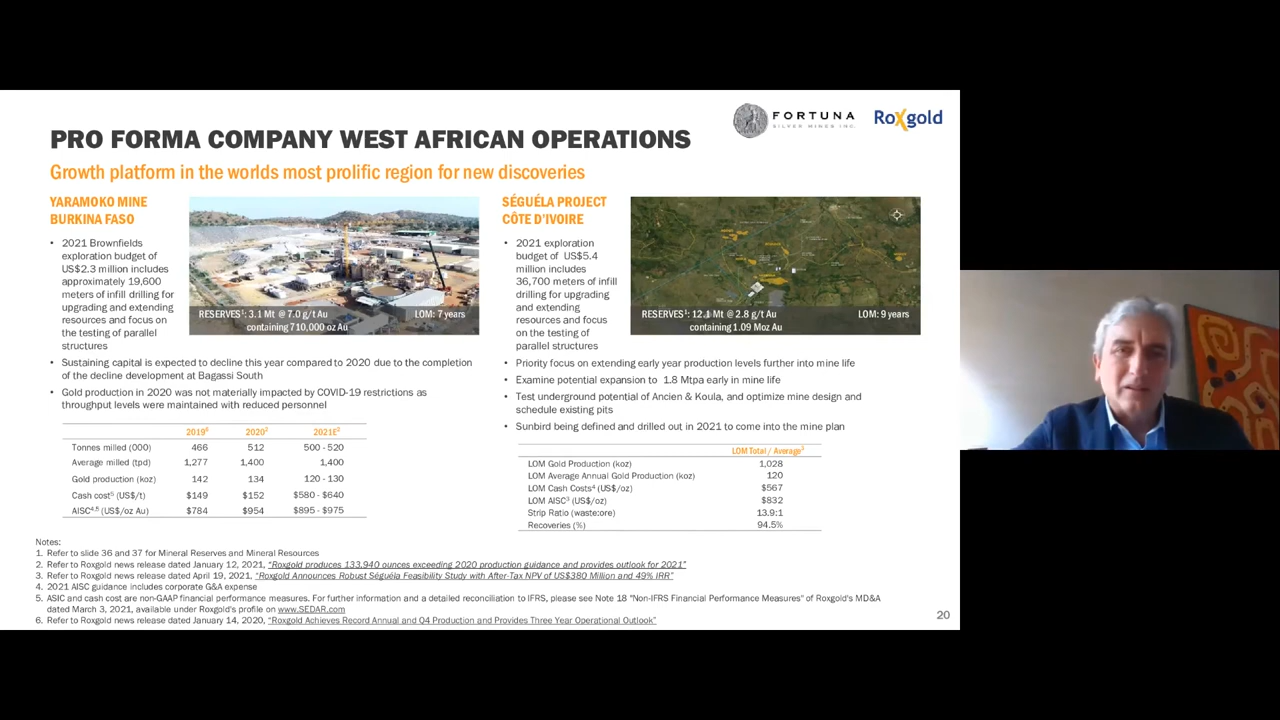 FORTUNA
SILVER MINES INC.
Roxgold
PRO FORMA COMPANY WEST AFRICAN OPERATIONS
Growth platform in the worlds most prolific region for new discoveries
YARAMOKO MINE
BURKINA FASO
• 2021 Brownfields
exploration budget of
US$2.3 million includes
approximately 19,600
meters of infill drilling for
upgrading and extending
resources and focus on
the testing of parallel
structures
RESERVES1: 3.1 Mt @ 7.0 g/t Au
containing 710,000 oz Au
LOM: 7 years
• Sustaining capital is expected to decline this year compared to 2020 due to the completion
of the decline development at Bagassi South
• Gold production in 2020 was not materially impacted by COVID-19 restrictions as
throughput levels were maintained with reduced personnel
20196 20202 2021E2
Tonnes milled (000) 466 512 500 - 520
Average milled (tpd) 1,277 1,400 1,400
Gold production (koz) 142 134 120 - 130
Cash cost5 (US$/t) $149 $152 $580 - $640
AISC4,5 (US$/oz Au) $784 $954 $895 - $975
SÉGUÉLA PROJECT
CÔTE D'IVOIRE
• 2021 exploration
budget of US$5.4
million includes
36,700 meters of infill
drilling for upgrading
and extending
resources and focus
on the testing of
parallel structures
RESERVES1: 12.1 Mt @ 2.8 g/t Au
containing 1.09 Moz Au
LOM: 9 years
• Priority focus on extending early year production levels further into mine life
• Examine potential expansion to 1.8 Mtpa early in mine life
• Test underground potential of Ancien & Koula, and optimize mine design and
schedule existing pits
• Sunbird being defined and drilled out in 2021 to come into the mine plan
LOM Total / Average3
LOM Gold Production (koz) 1,028
LOM Average Annual Gold Production (koz) 120
LOM Cash Costs4 (US$/oz) $567
LOM AISC3 (US$/oz) $832
Strip Ratio (waste:ore) 13.9:1
Recoveries (%) 94.5%
Notes:
1. Refer to slide 36 and 37 for Mineral Reserves and Mineral Resources
2. Refer to Roxgold news release dated January 12, 2021, "Roxgold produces 133,940 ounces exceeding 2020 production guidance and provides outlook for 2021"
3. Refer to Roxgold news release dated April 19, 2021, "Roxgold Announces Robust Séguéla Feasibility Study with After-Tax NPV of US$380 Million and 49% IRR"
4. 2021 AISC guidance includes corporate G&A expense
5. ASIC and cash cost are non-GAAP financial performance measures. For further information and a detailed reconciliation to IFRS, please see Note 18 "Non-IFRS Financial Performance Measures" of Roxgold's MD&A
dated March 3, 2021, available under Roxgold's profile on www.SEDAR.com
6. Refer to Roxgold news release dated January 14, 2020, "Roxgold Achieves Record Annual and Q4 Production and Provides Three Year Operational Outlook"
20